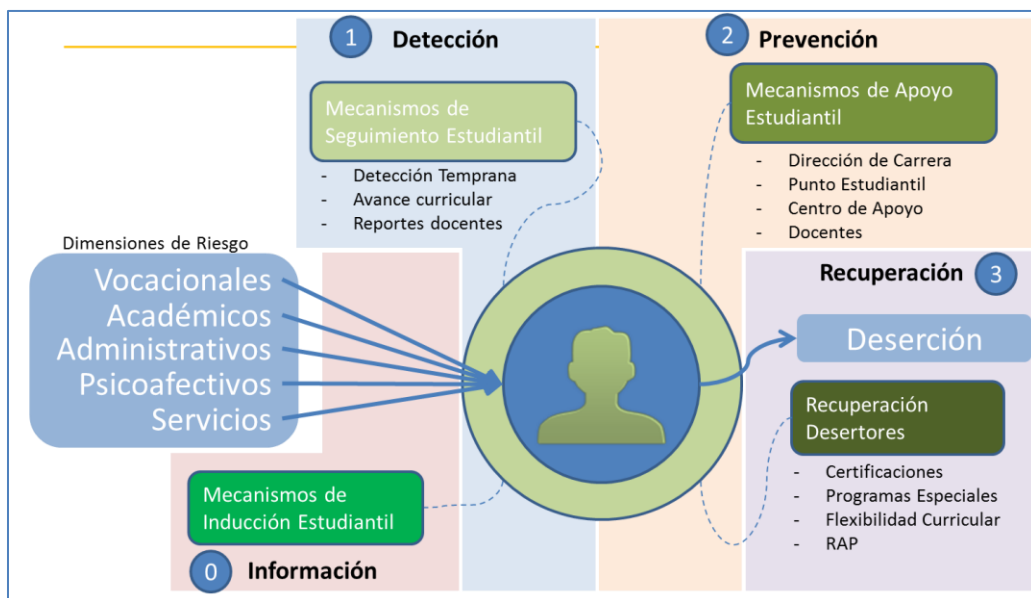 1 Detección
Mecanismos de
Seguimiento Estudiantil
- Detección Temprana
- Avance curricular
- Reportes docentes
2 Prevención
Mecanismos de Apoyo
Estudiantil
- Dirección de Carrera
- Punto Estudiantil
- Centro de Apoyo
- Docentes
Dimensiones de Riesgo
Vocacionales
Académicos
Administrativos
Psicoafectivos
Servicios
Recuperación 3
Deserción
Recuperación
Desertores
- Certificaciones
- Programas Especiales
- Flexibilidad Curricular
- RAP
Mecanismos de
Inducción Estudiantil
0 Información